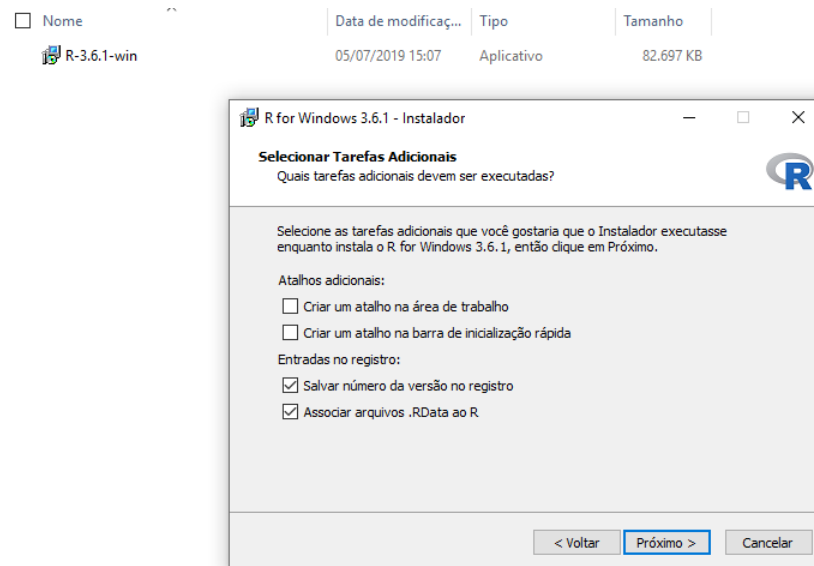 Nome Data de modificaç... Tipo Tamanho
R-3.6.1-win 05/07/2019 15:07 Aplicativo 82.697 KB
R for Windows 3.6.1 - Instalador
Selecionar Tarefas Adicionais
Quais tarefas adicionais devem ser executadas?
R
Selecione as tarefas adicionais que você gostaria que o Instalador executasse
enquanto instala o R for Windows 3.6.1, então clique em Próximo.
Atalhos adicionais:
Criar um atalho na área de trabalho
Criar um atalho na barra de inicialização rápida
Entradas no registro:
Salvar número da versão no registro
Associar arquivos .RData ao R
< Voltar Próximo > Cancelar